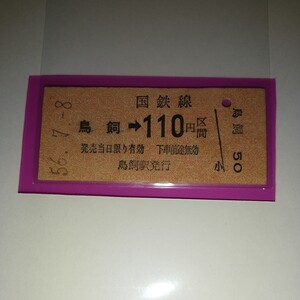 56.7.-8
国鉄線
鳥飼→110円区間
発売当日限り有効 下車前途無効
鳥飼駅発行
鳥飼
小 50